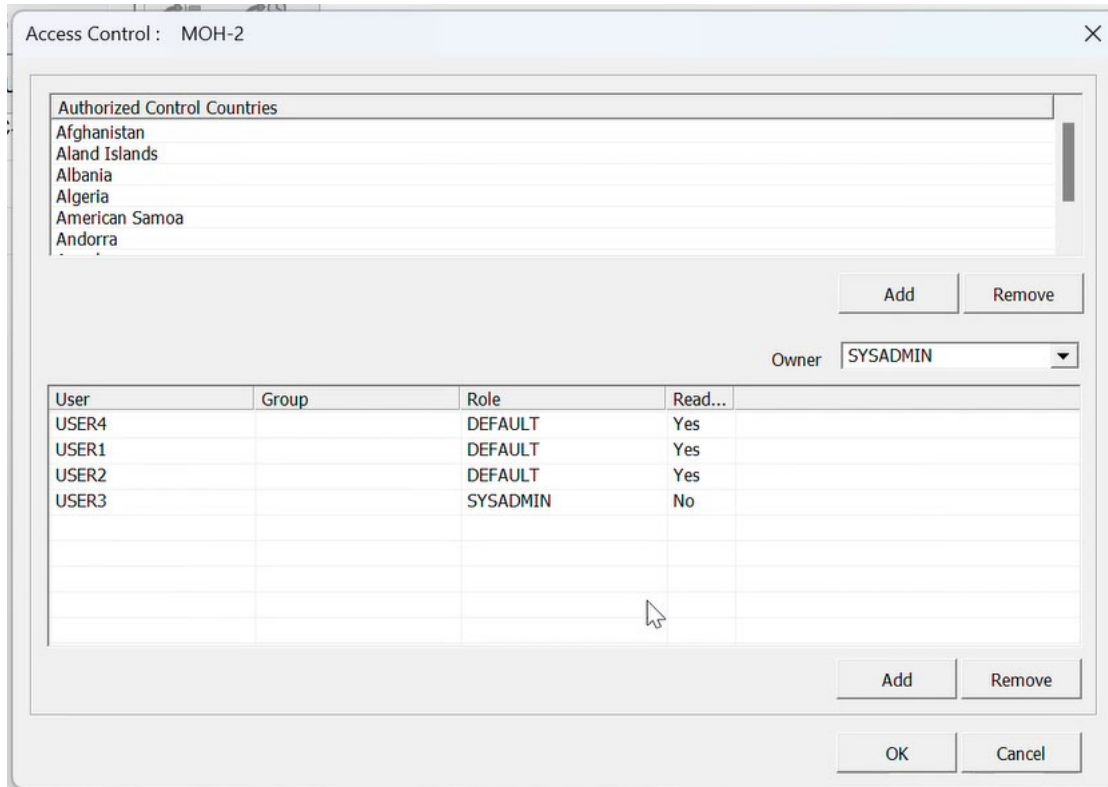 Access Control : MOH-2
Authorized Control Countries
Afghanistan
Aland Islands
Albania
Algeria
American Samoa
Andorra
Add Remove
Owner SYSADMIN
User Group Role Read...
USER4 DEFAULT Yes
USER1 DEFAULT Yes
USER2 DEFAULT Yes
USER3 SYSADMIN No
Add Remove
OK Cancel